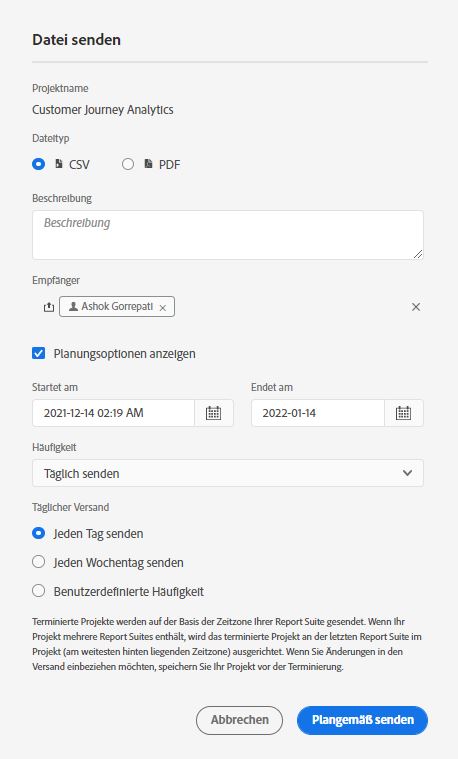 Datei senden
Projektname
Customer Journey Analytics
Dateityp
CSV PDF
Beschreibung
Beschreibung
Empfänger
Ashok Gorrepati
Planungsoptionen anzeigen
Startet am Endet am
2021-12-14 02:19 AM 2022-01-14
Häufigkeit
Täglich senden
Täglicher Versand
Jeden Tag senden
Jeden Wochentag senden
Benutzerdefinierte Häufigkeit
Terminierte Projekte werden auf der Basis der Zeitzone Ihrer Report Suite gesendet. Wenn Ihr
Projekt mehrere Report Suites enthält, wird das terminierte Projekt an der letzten Report Suite im
Projekt (am weitesten hinten liegenden Zeitzone) ausgerichtet. Wenn Sie Änderungen in den
Versand einbeziehen möchten, speichern Sie Ihr Projekt vor der Terminierung.
Abbrechen Plangemäß senden